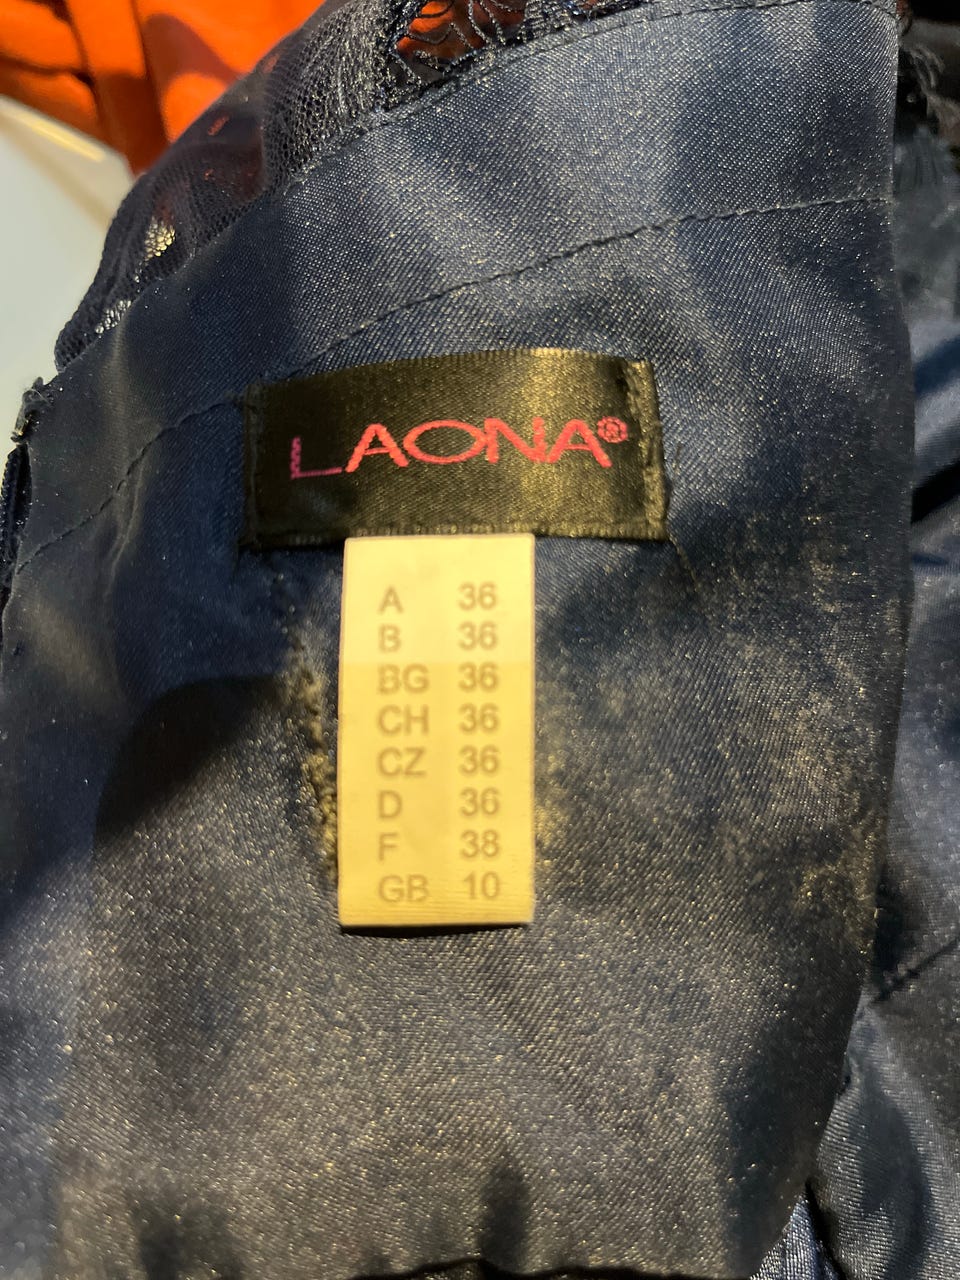 LAONA®
A 36
B 36
BG 36
CH 36
CZ 36
D 36
F 38
GB 10